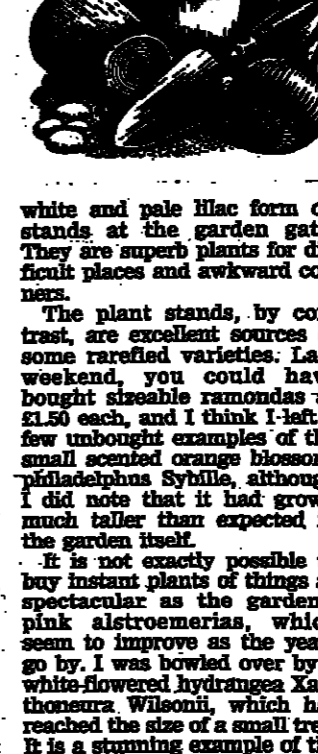 white and pale lilac form o
stands at the garden gat
They are superb plants for di
ficult places and awkward co
ners.
The plant stands, by con
trast, are excellent sources
some rarefied varieties. La
weekend, you could hav
bought sizeable ramondas a
£1.50 each, and I think I left
few unbought examples of th
small scented orange blossom
philadelphus Sybille, althoug
I did note that it had grow
much taller than expected
the garden itself.
It is not exactly possible
buy instant plants of things a
spectacular as the garden
pink alstroemerias, whic
seem to improve as the year
go by. I was bowled over by
white-flowered hydrangea Xa
thoneura Wilsonii, which ha
reached the size of a small tre
It is a stunning example of th